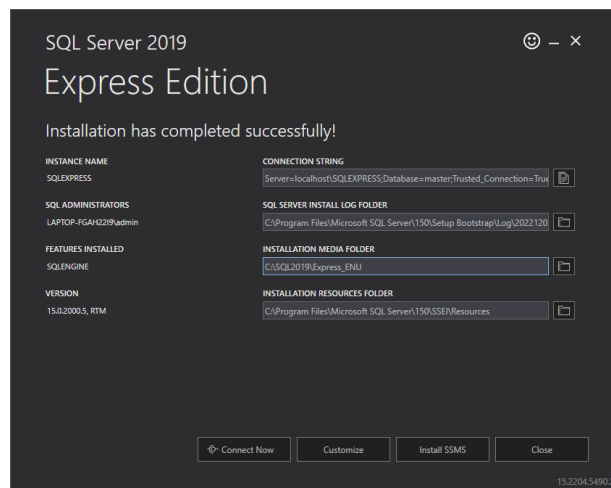 SQL Server 2019
Express Edition
Installation has completed successfully!
INSTANCE NAME
SQLEXPRESS
CONNECTION STRING
Server=localhost\SQLEXPRESS;Database=master;Trusted_Connection=True
SQL ADMINISTRATORS
LAPTOP-FGAH22I9\admin
SQL SERVER INSTALL LOG FOLDER
C:\Program Files\Microsoft SQL Server\150\Setup Bootstrap\Log\2022120
FEATURES INSTALLED
SQLENGINE
INSTALLATION MEDIA FOLDER
C:\SQL2019\Express_ENU
VERSION
15.0.2000.5, RTM
INSTALLATION RESOURCES FOLDER
C:\Program Files\Microsoft SQL Server\150\SSEI\Resources
Connect Now
Customize
Install SSMS
Close
15.2204.5490.